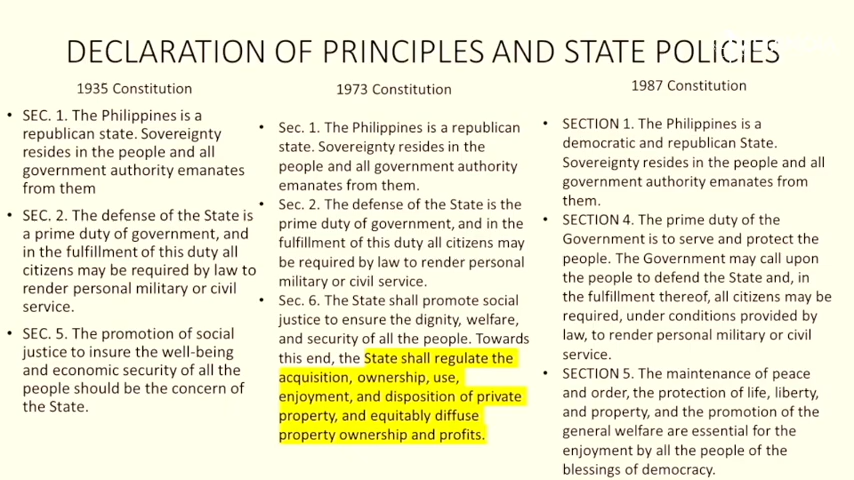 DECLARATION OF PRINCIPLES AND STATE POLICIES
1935 Constitution
• SEC. 1. The Philippines is a
republican state. Sovereignty
resides in the people and all
government authority emanates
from them
• SEC. 2. The defense of the State is
a prime duty of government, and
in the fulfillment of this duty all
citizens may be required by law to
render personal military or civil
service.
• SEC. 5. The promotion of social
justice to insure the well-being
and economic security of all the
people should be the concern of
the State.
1973 Constitution
• Sec. 1. The Philippines is a republican
state. Sovereignty resides in the
people and all government authority
emanates from them.
• Sec. 2. The defense of the State is the
prime duty of government, and in the
fulfillment of this duty all citizens may
be required by law to render personal
military or civil service.
• Sec. 6. The State shall promote social
justice to ensure the dignity, welfare,
and security of all the people. Towards
this end, the State shall regulate the
acquisition, ownership, use,
enjoyment, and disposition of private
property, and equitably diffuse
property ownership and profits.
1987 Constitution
• SECTION 1. The Philippines is a
democratic and republican State.
Sovereignty resides in the people and all
government authority emanates from
them.
• SECTION 4. The prime duty of the
Government is to serve and protect the
people. The Government may call upon
the people to defend the State and, in
the fulfillment thereof, all citizens may be
required, under conditions provided by
law, to render personal military or civil
service.
• SECTION 5. The maintenance of peace
and order, the protection of life, liberty,
and property, and the promotion of the
general welfare are essential for the
enjoyment by all the people of the
blessings of democracy.